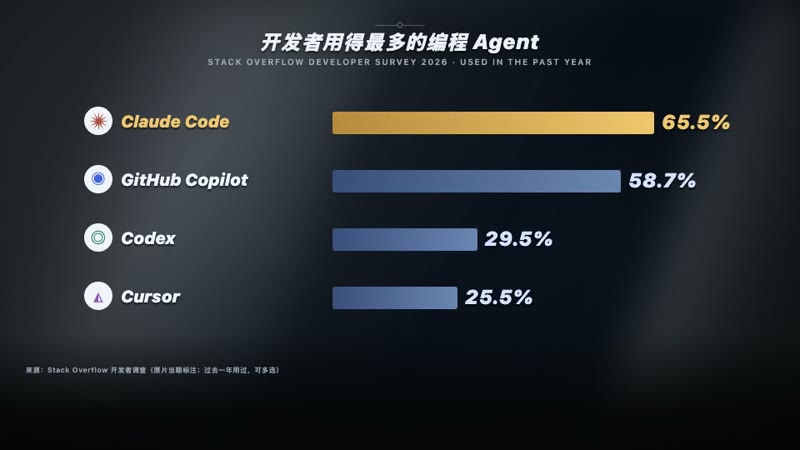 开发者用得最多的编程 Agent
STACK OVERFLOW DEVELOPER SURVEY 2026 · USED IN THE PAST YEAR
Claude Code 65.5%
GitHub Copilot 58.7%
Codex 29.5%
Cursor 25.5%
来源：Stack Overflow 开发者调查（原片当期标注；过去一年用过，可多选）